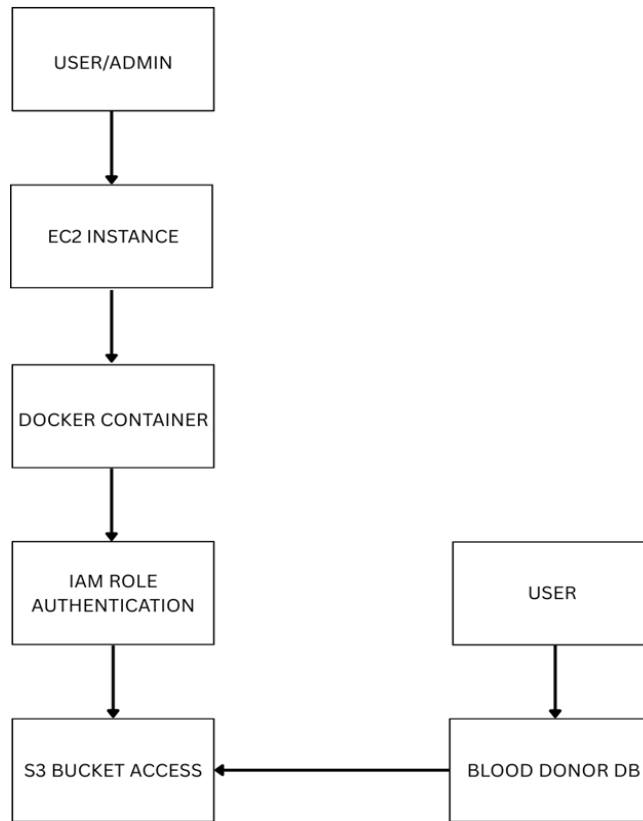 USER/ADMIN
EC2 INSTANCE
DOCKER CONTAINER
IAM ROLE
AUTHENTICATION
USER
S3 BUCKET ACCESS
BLOOD DONOR DB